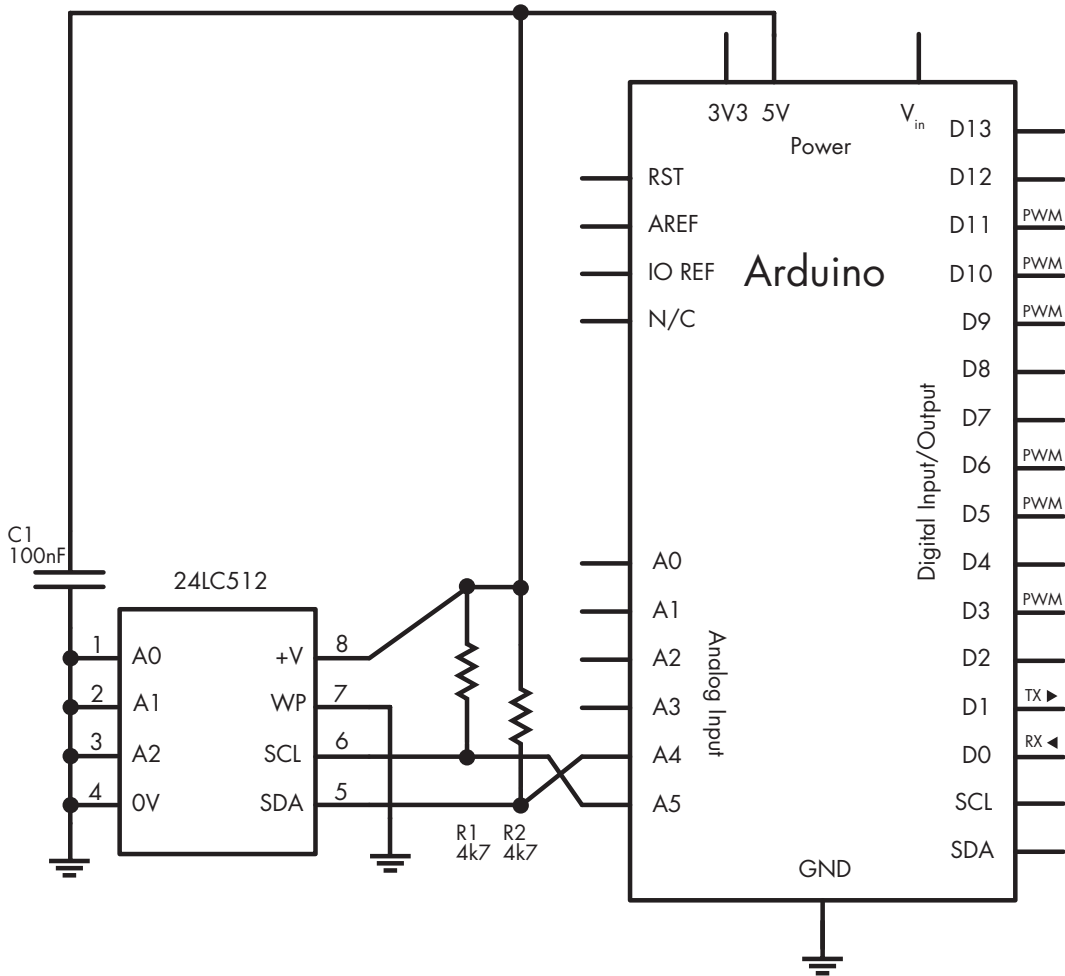 3V3 5V
V in
Power
Arduino
RST
AREF
IO REF
N/C
A0
A1
A2
A3
A4
A5
Analog Input
D13
D12
D11 PWM
D10 PWM
D9 PWM
D8
D7
D6 PWM
D5 PWM
D4
D3 PWM
D2
D1 TX ▶
D0 RX ◀
SCL
SDA
Digital Input/Output
GND
C1
100nF
24LC512
1 A0
2 A1
3 A2
4 0V
+V 8
WP 7
SCL 6
SDA 5
R1
4k7
R2
4k7